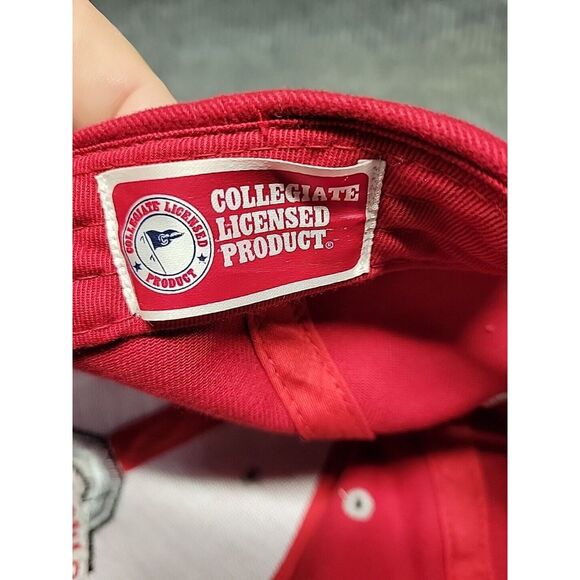 COLLEGIATE LICENSED
PRODUCT
COLLEGIATE
LICENSED
PRODUCT.®